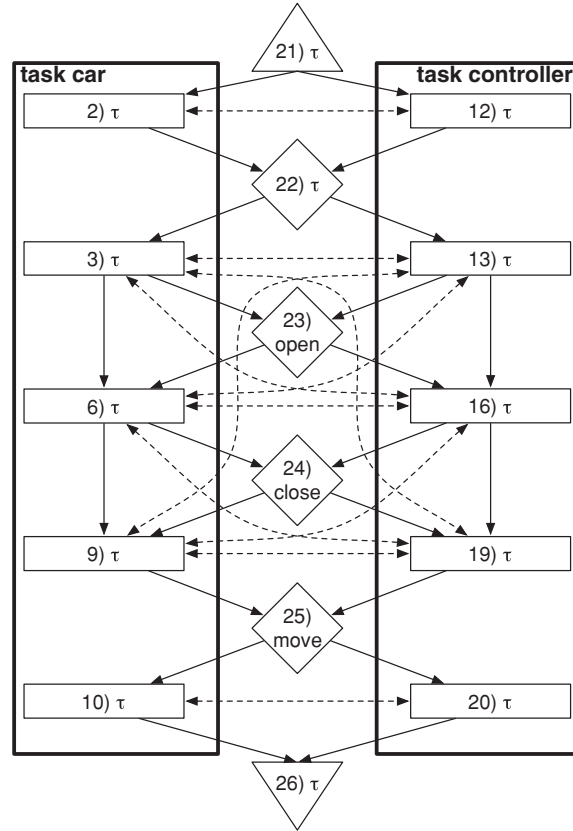 21) τ
task car
task controller
2) τ
12) τ
22) τ
3) τ
13) τ
23)
open
6) τ
16) τ
24)
close
9) τ
19) τ
25)
move
10) τ
20) τ
26) τ